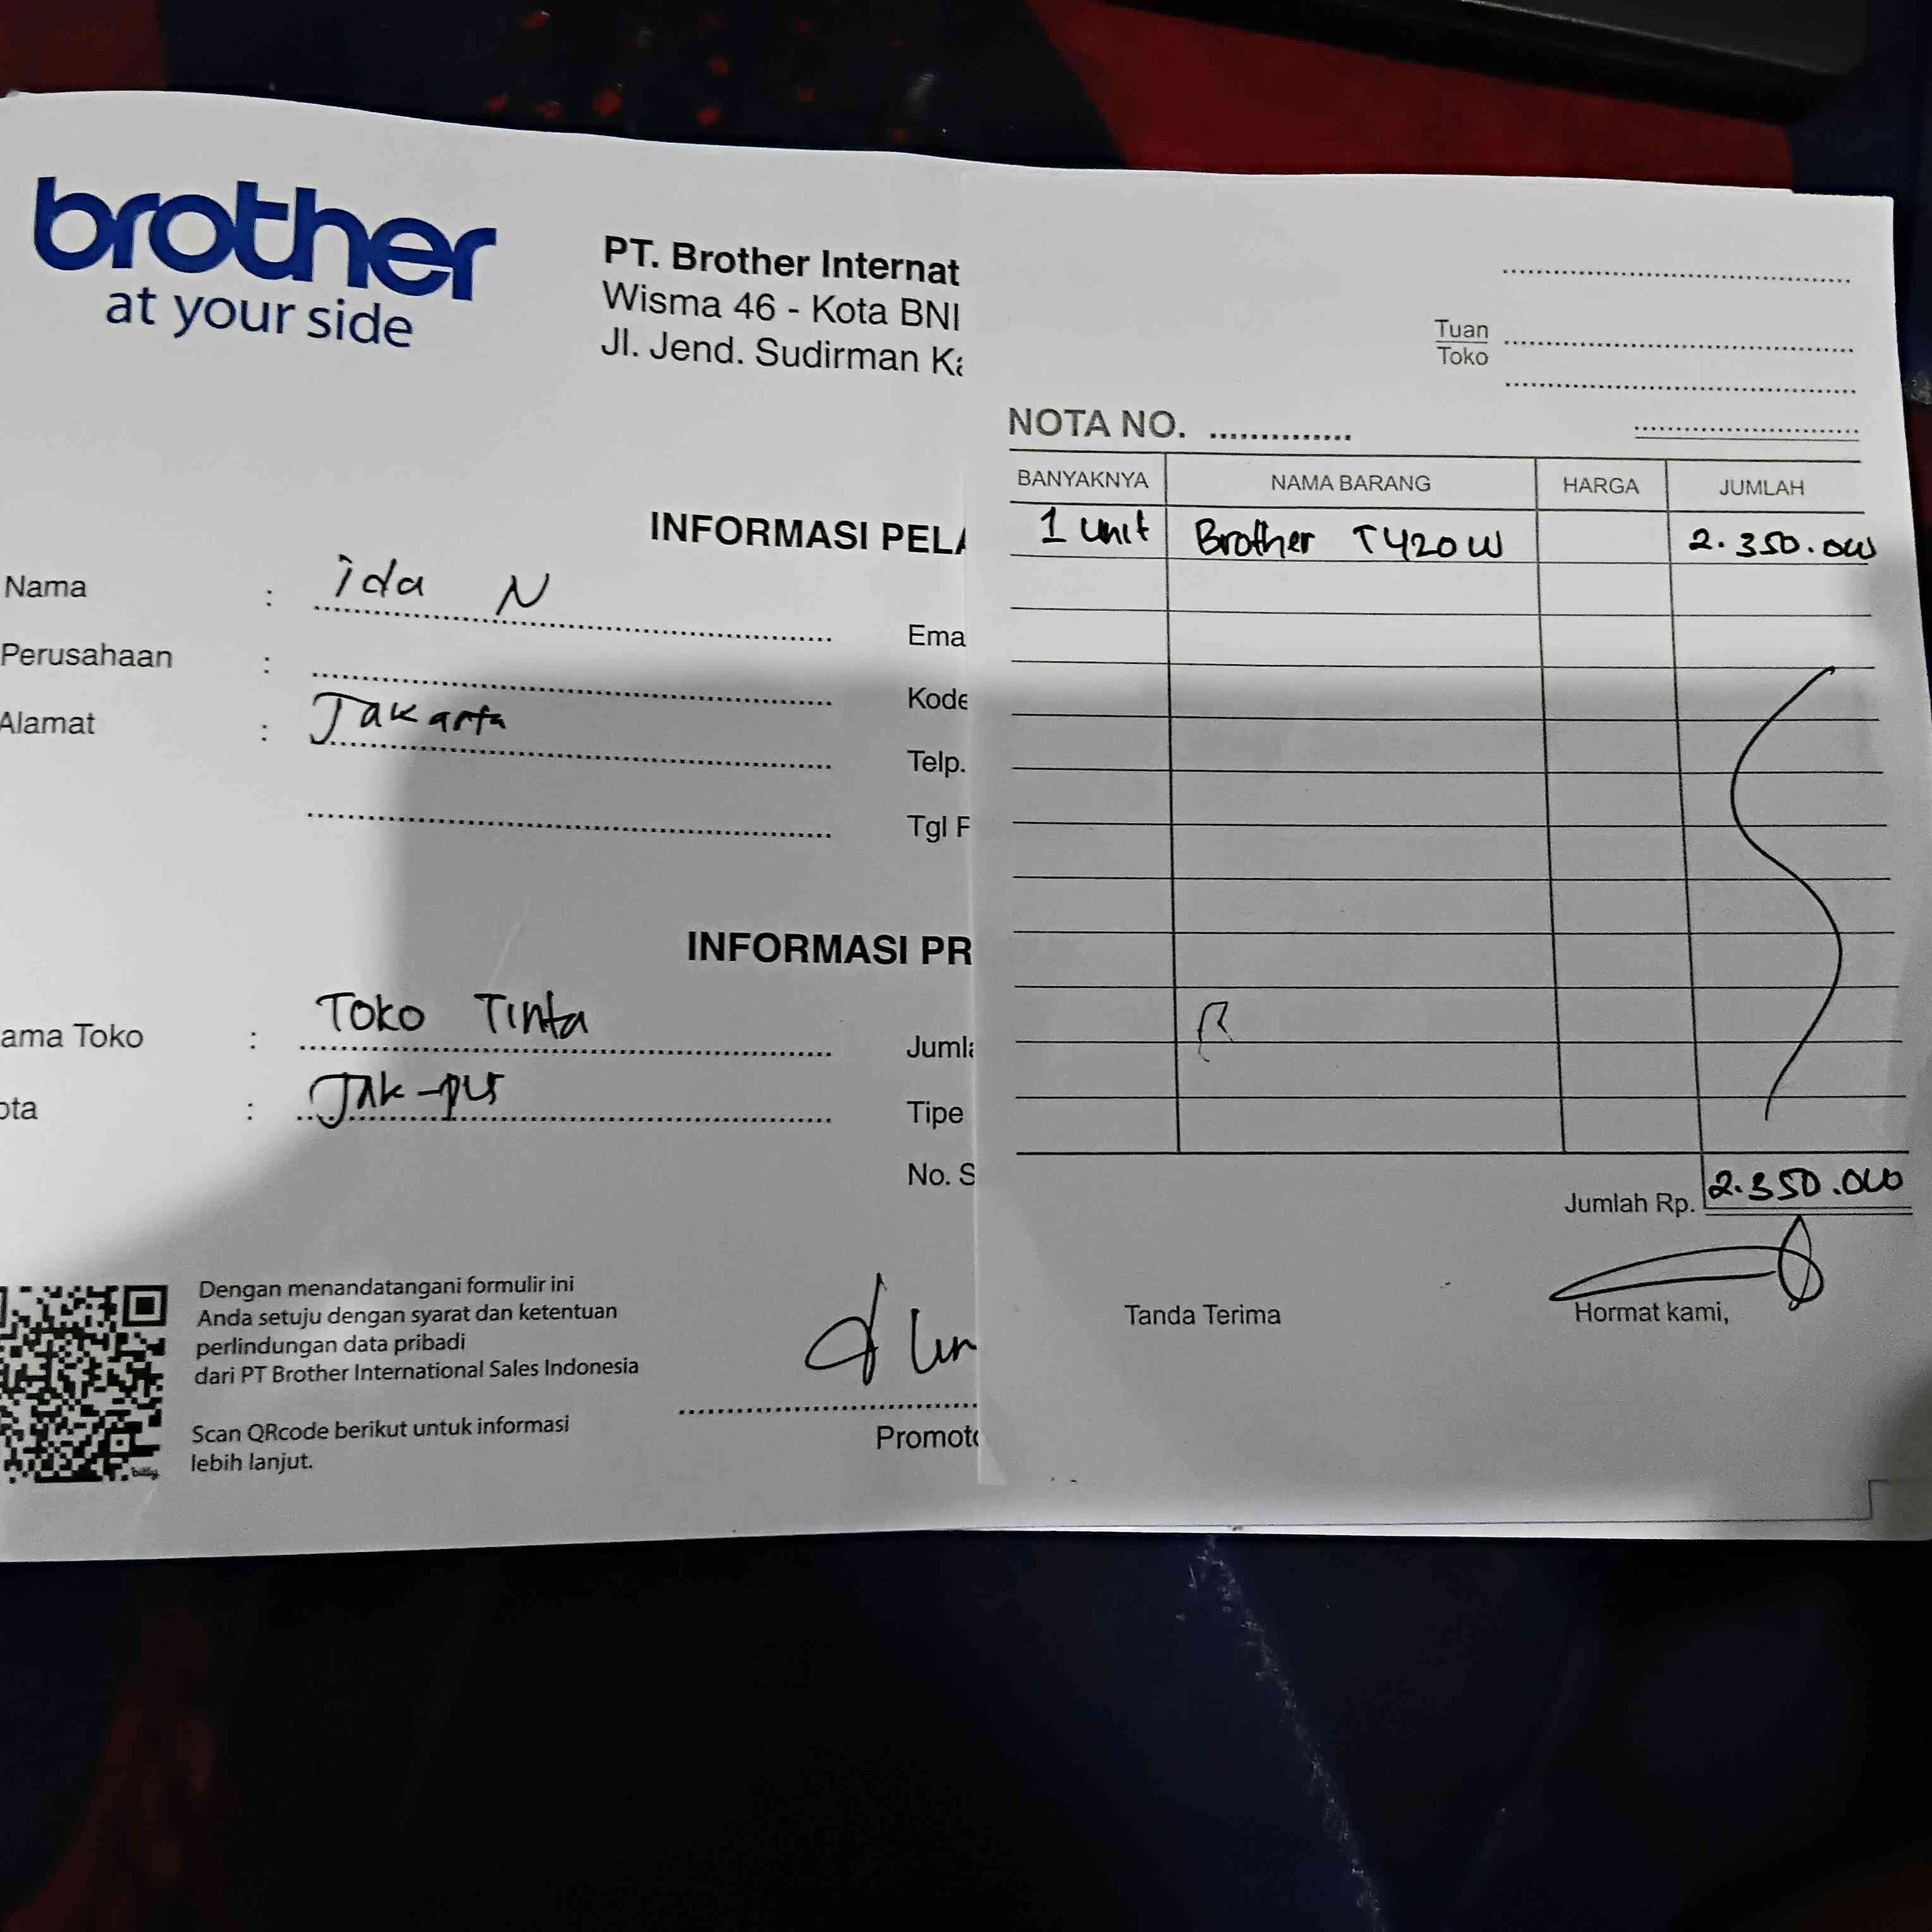 brother
at your side
PT. Brother Internat
Wisma 46 - Kota BNI
Jl. Jend. Sudirman Ka
INFORMASI PELA
Nama : ida N
Perusahaan :
Alamat : Jakarta
Ema
Kode
Telp.
Tgl F
INFORMASI PR
ama Toko : Toko Tinta
ota : Jak-pus
Jumla
Tipe
No. S
Dengan menandatangani formulir ini
Anda setuju dengan syarat dan ketentuan
perlindungan data pribadi
dari PT Brother International Sales Indonesia
Scan QRcode berikut untuk informasi
lebih lanjut.
bitly
Promoto
Tuan
Toko
NOTA NO.
BANYAKNYA NAMA BARANG HARGA JUMLAH
1 unit Brother T420W 2.350.000
Jumlah Rp. 2.350.000
Tanda Terima
Hormat kami,